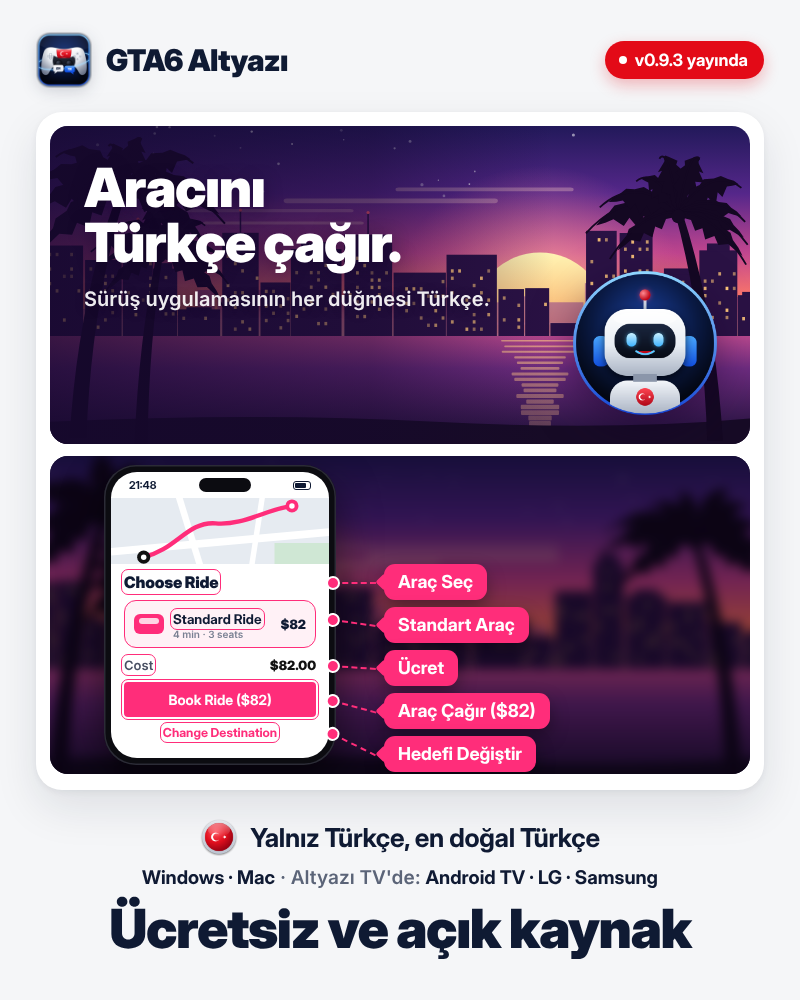 GTA6 Altyazı
v0.9.3 yayında
Aracını
Türkçe çağır.
Sürüş uygulamasının her düğmesi Türkçe.
21:48
Choose Ride
Standard Ride
4 min · 3 seats
$82
Cost
$82.00
Book Ride ($82)
Change Destination
Araç Seç
Standart Araç
Ücret
Araç Çağır ($82)
Hedefi Değiştir
Yalnız Türkçe, en doğal Türkçe
Windows · Mac · Altyazı TV'de: Android TV · LG · Samsung
Ücretsiz ve açık kaynak